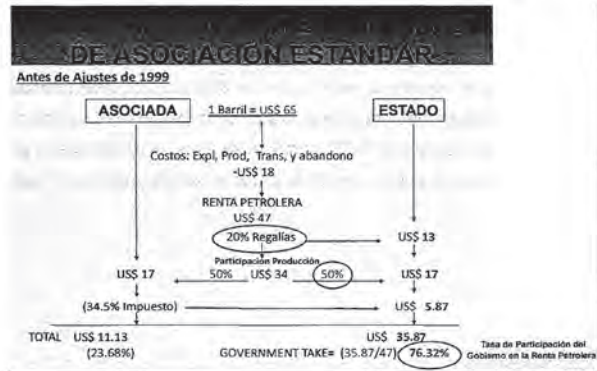 DE ASOCIACIÓN ESTANDAR
Antes de Ajustes de 1999
ASOCIADA
1 Barril = US$ 65
ESTADO
Costos: Expl, Prod, Trans, y abandono
-US$ 18
RENTA PETROLERA
US$ 47
20% Regalías
US$ 13
Participación Producción
US$ 17
50%
US$ 34
50%
US$ 17
(34.5% Impuesto)
US$ 5.87
TOTAL US$ 11.13
US$ 35.87
(23.68%)
GOVERNMENT TAKE= (35.87/47) 76.32%
Tasa de Participación del
Gobierno en la Renta Petrolera